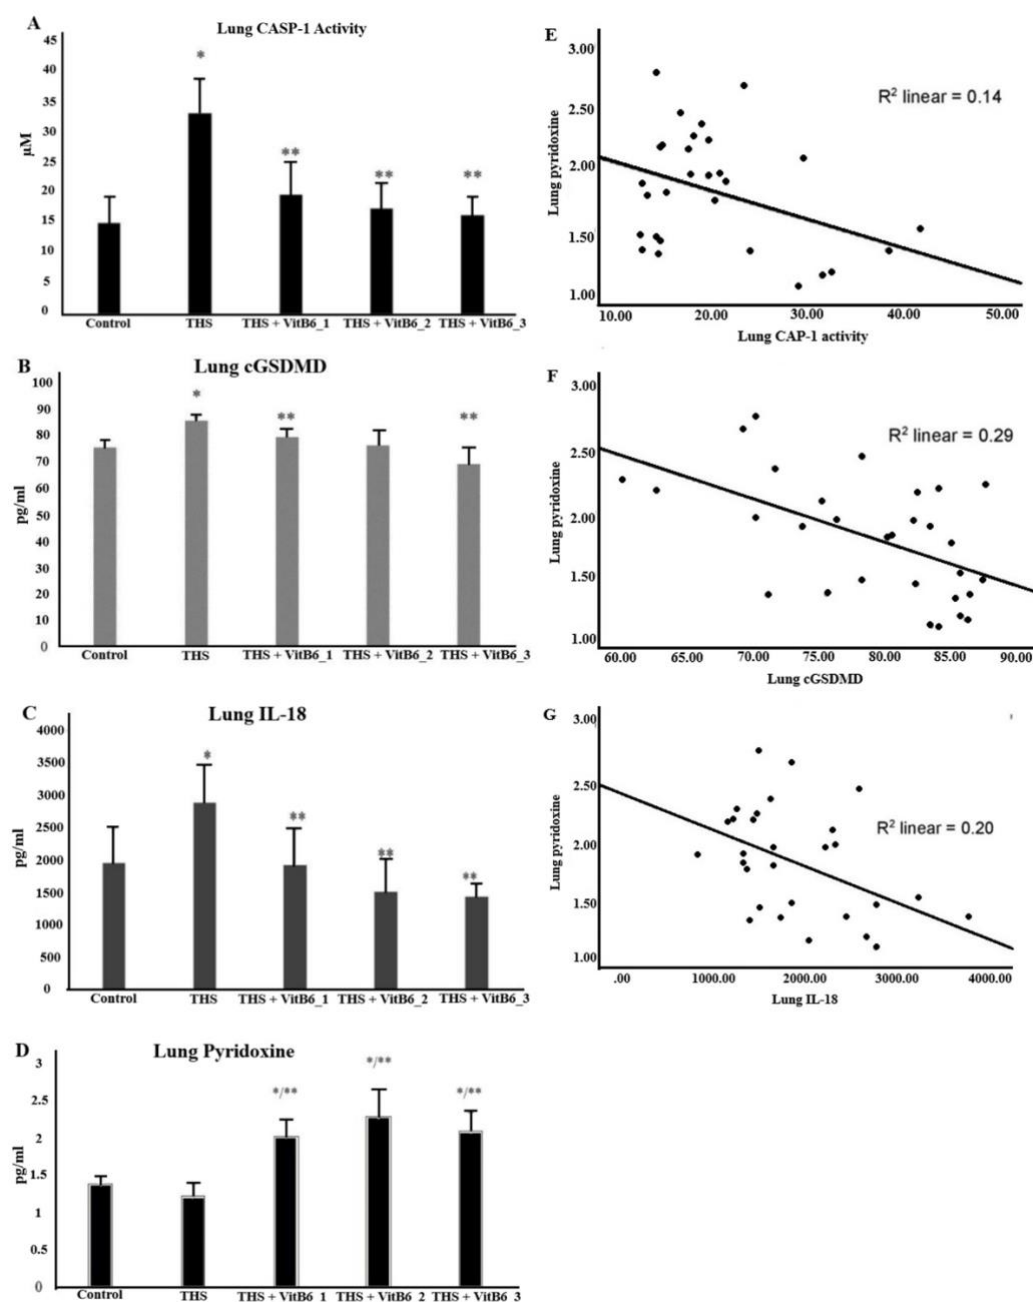 A
Lung CASP-1 Activity
45
40
35
30
25
20
15
10
5
0
µM
*
**
**
**
Control THS THS + VitB6_1 THS + VitB6_2 THS + VitB6_3
B
Lung cGSDMD
100
90
80
70
60
50
40
30
20
10
0
pg/ml
*
**
**
Control THS THS + VitB6_1 THS + VitB6_2 THS + VitB6_3
C
Lung IL-18
4000
3500
3000
2500
2000
1500
1000
500
0
pg/ml
*
**
**
**
Control THS THS + VitB6_1 THS + VitB6_2 THS + VitB6_3
D
Lung Pyridoxine
3
2.5
2
1.5
1
0.5
0
pg/ml
*/**
*/**
*/**
Control THS THS + VitB6_1 THS + VitB6_2 THS + VitB6_3
E
3.00
2.50
2.00
1.50
1.00
Lung pyridoxine
R² linear = 0.14
10.00 20.00 30.00 40.00 50.00
Lung CAP-1 activity
F
3.00
2.50
2.00
1.50
1.00
Lung pyridoxine
R² linear = 0.29
60.00 65.00 70.00 75.00 80.00 85.00 90.00
Lung cGSDMD
G
3.00
2.50
2.00
1.50
1.00
Lung pyridoxine
R² linear = 0.20
.00 1000.00 2000.00 3000.00 4000.00
Lung IL-18